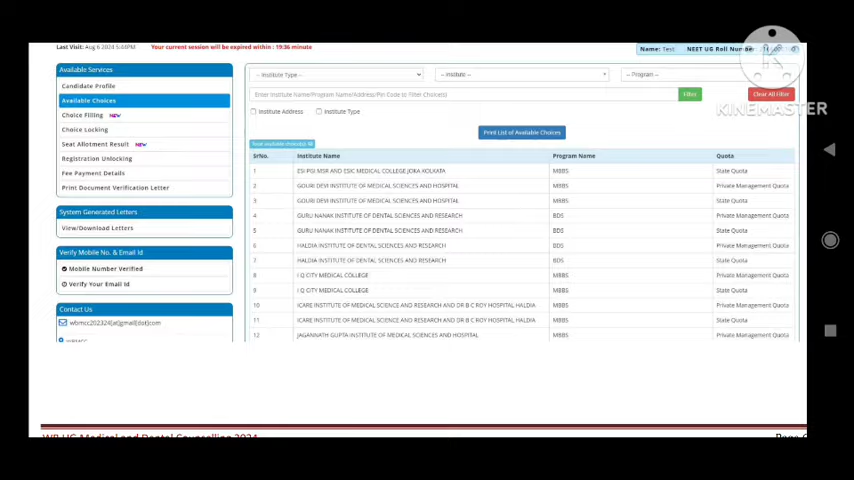 Last Visit: Aug 6 2024 5:44PM
Your current session will be expired within : 19:36 minute
Name: Test
NEET UG Roll Number
KINEMASTER
Available Services
Candidate Profile
Available Choices
Choice Filling NEW
Choice Locking
Seat Allotment Result NEW
Registration Unlocking
Fee Payment Details
Print Document Verification Letter
System Generated Letters
View/Download Letters
Verify Mobile No. & Email Id
Mobile Number Verified
Verify Your Email Id
Contact Us
wbmcc202324[at]gmail[dot]com
WBMCC
-- Institute Type --
-- Institute --
-- Program --
Enter Institute Name/Program Name/Address/Pin Code to Filter Choice(s)
Filter
Clear All Filter
Institute Address
Institute Type
Print List of Available Choices
SrNo. Institute Name Program Name Quota
1 ESI PGI MSR AND ESIC MEDICAL COLLEGE JOKA KOLKATA MBBS State Quota
2 GOURI DEVI INSTITUTE OF MEDICAL SCIENCES AND HOSPITAL MBBS Private Management Quota
3 GOURI DEVI INSTITUTE OF MEDICAL SCIENCES AND HOSPITAL MBBS State Quota
4 GURU NANAK INSTITUTE OF DENTAL SCIENCES AND RESEARCH BDS Private Management Quota
5 GURU NANAK INSTITUTE OF DENTAL SCIENCES AND RESEARCH BDS State Quota
6 HALDIA INSTITUTE OF DENTAL SCIENCES AND RESEARCH BDS Private Management Quota
7 HALDIA INSTITUTE OF DENTAL SCIENCES AND RESEARCH BDS State Quota
8 I Q CITY MEDICAL COLLEGE MBBS Private Management Quota
9 I Q CITY MEDICAL COLLEGE MBBS State Quota
10 ICARE INSTITUTE OF MEDICAL SCIENCE AND RESEARCH AND DR B C ROY HOSPITAL HALDIA MBBS Private Management Quota
11 ICARE INSTITUTE OF MEDICAL SCIENCE AND RESEARCH AND DR B C ROY HOSPITAL HALDIA MBBS State Quota
12 JAGANNATH GUPTA INSTITUTE OF MEDICAL SCIENCES AND HOSPITAL MBBS Private Management Quota
WB UG Medical and Dental Counselling 2024
Page